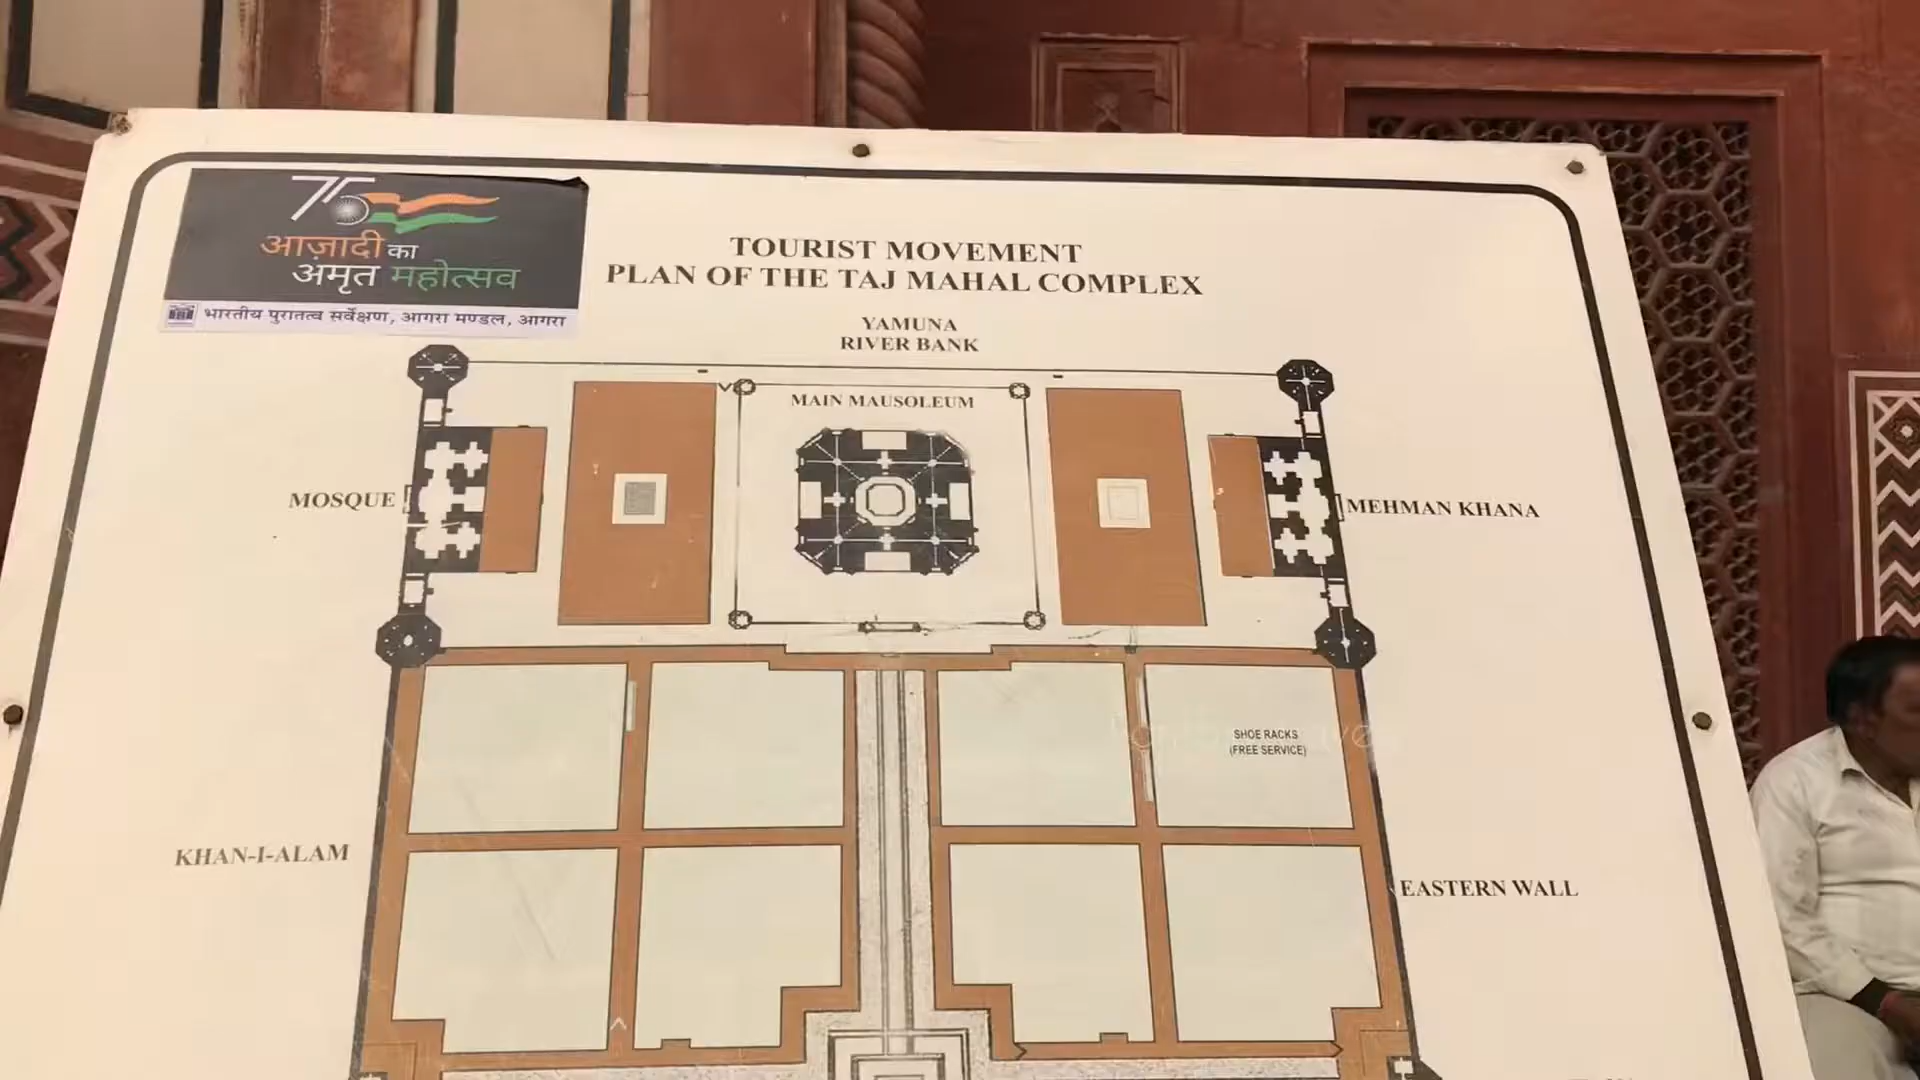 75
आज़ादी का
अमृत महोत्सव
भारतीय पुरातत्व सर्वेक्षण, आगरा मण्डल, आगरा
TOURIST MOVEMENT
PLAN OF THE TAJ MAHAL COMPLEX
YAMUNA
RIVER BANK
MAIN MAUSOLEUM
MOSQUE
MEHMAN KHANA
SHOE RACKS
(FREE SERVICE)
KHAN-I-ALAM
EASTERN WALL